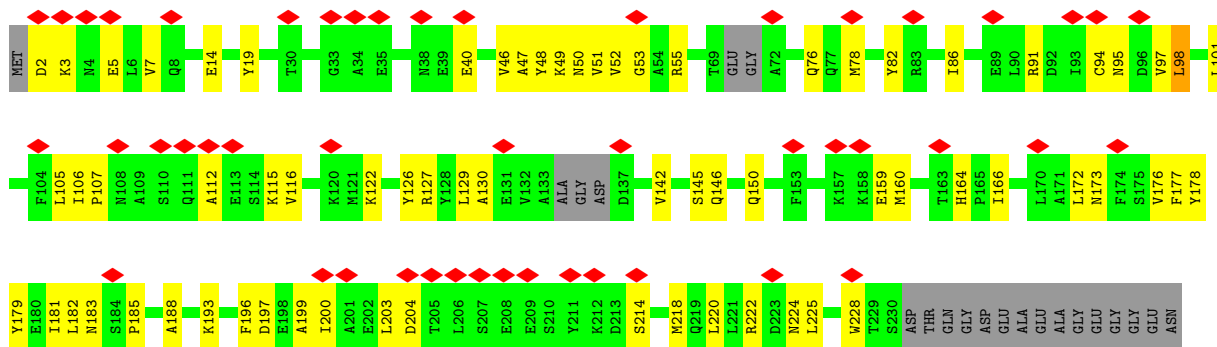 MET D2 K3 N4 E5 L6 V7 Q8 E14 Y19 T30 G33 A34 E35 N38 E39 E40 V46 A47 Y48 K49 N50 V51 V52 G53 A54 R55 T69 GLU GLY A72 Q76 Q77 M78 Y82 R83 I86 E89 L90 R91 D92 I93 C94 N95 D96 V97 L98 L101
F104 L105 I106 P107 N108 A109 S110 Q111 A112 E113 S114 K115 V116 K120 M121 K122 Y126 R127 Y128 L129 A130 E131 V132 A133 ALA GLY ASP D137 V142 S145 Q146 Q150 F153 K157 K158 E159 M160 T163 H164 P165 I166 L170 A171 L172 N173 F174 S175 V176 F177 Y178
Y179 E180 I181 L182 N183 S184 P185 A188 K193 F196 D197 E198 A199 I200 A201 E202 L203 D204 T205 L206 S207 E208 E209 S210 Y211 K212 D213 S214 M218 Q219 L220 L221 R222 D223 N224 L225 W228 T229 S230 ASP THR GLN GLY ASP GLU ALA GLU ALA GLY GLU GLY GLY GLU ASN